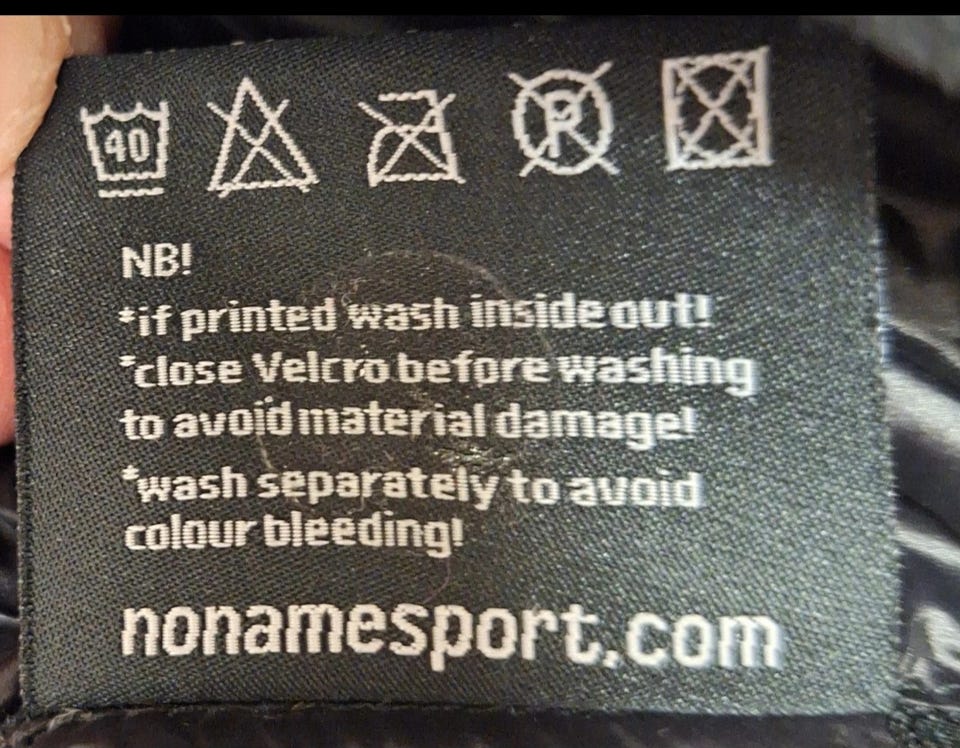 40 P
NB!
*if printed wash inside out!
*close Velcro before washing
to avoid material damage!
*wash separately to avoid
colour bleeding!
nonamesport.com